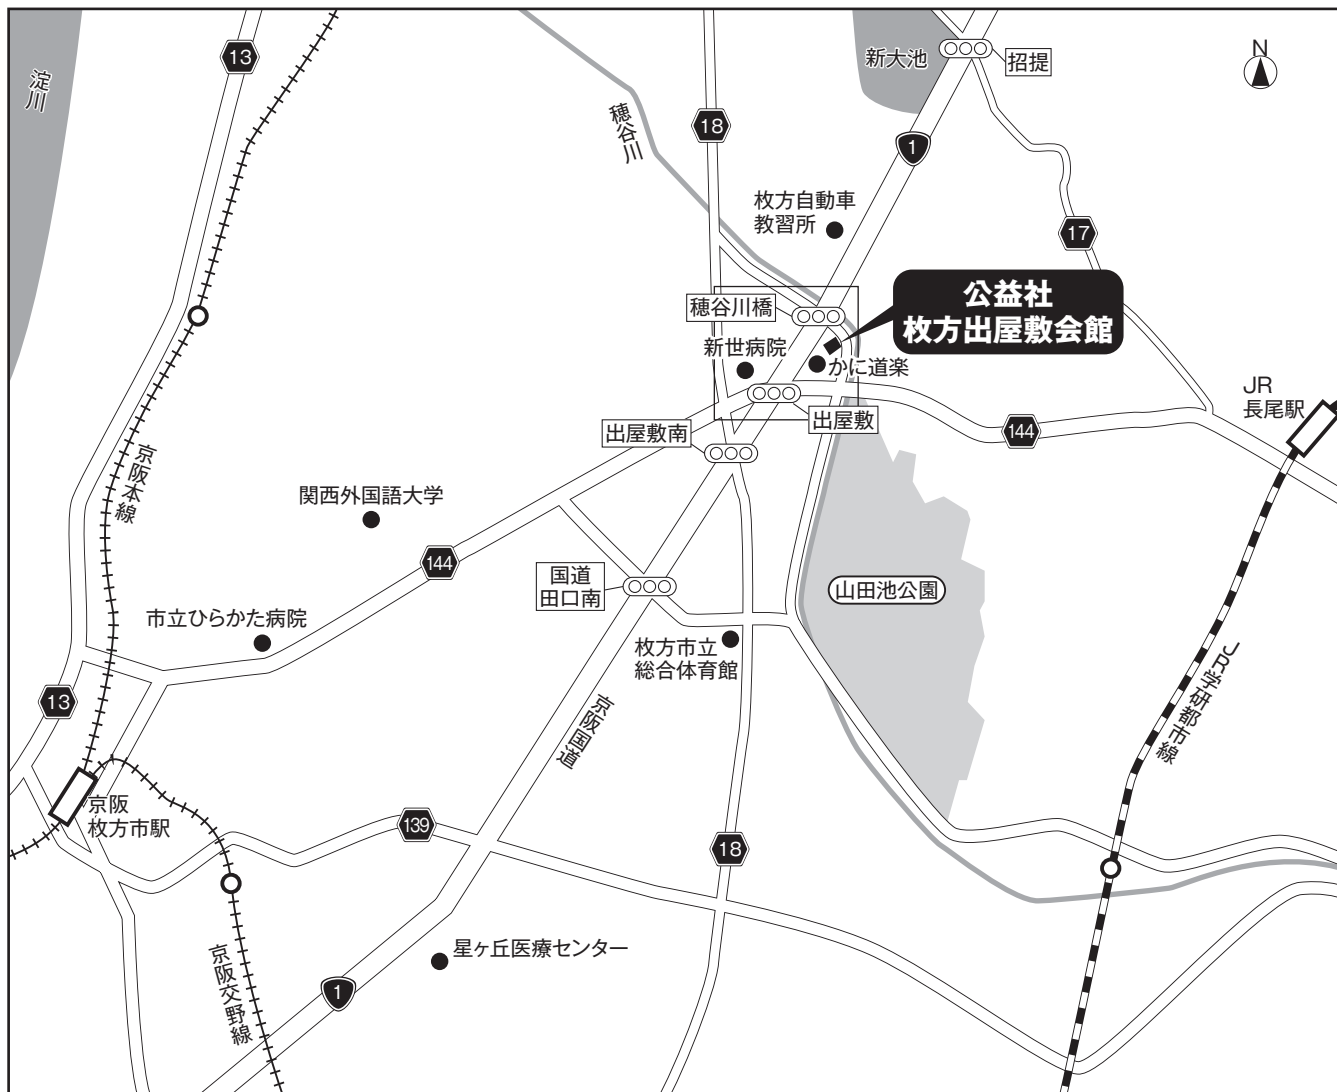 13
淀川
18
新大池
招提
N
穂谷川
1
枚方自動車
教習所
17
公益社
枚方出屋敷会館
穂谷川橋
新世病院
かに道楽
JR
長尾駅
出屋敷
出屋敷南
144
京阪本線
関西外国語大学
144
国道
田口南
山田池公園
市立ひらかた病院
枚方市立
総合体育館
JR学研都市線
13
京阪国道
京阪
枚方市駅
139
18
京阪交野線
星ヶ丘医療センター
1